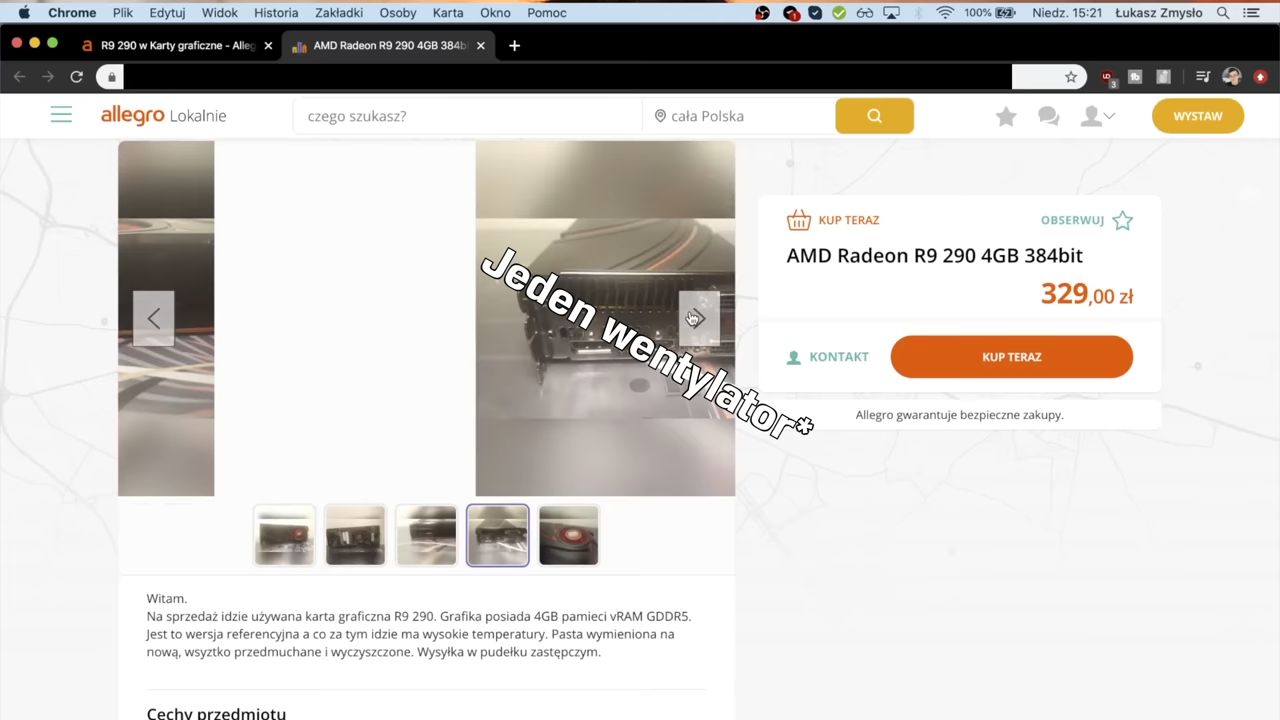 Chrome Plik Edytuj Widok Historia Zakładki Osoby Karta Okno Pomoc
1
100%
Niedz. 15:21 Łukasz Zmysło
a R9 290 w Karty graficzne - Alleg
AMD Radeon R9 290 4GB 384bi
3
allegro Lokalnie
czego szukasz?
cała Polska
WYSTAW
KUP TERAZ
OBSERWUJ
AMD Radeon R9 290 4GB 384bit
329,00 zł
KONTAKT
KUP TERAZ
Allegro gwarantuje bezpieczne zakupy.
Jeden wentylator*
Witam.
Na sprzedaż idzie używana karta graficzna R9 290. Grafika posiada 4GB pamieci vRAM GDDR5.
Jest to wersja referencyjna a co za tym idzie ma wysokie temperatury. Pasta wymieniona na
nową, wsyztko przedmuchane i wyczyszczone. Wysyłka w pudełku zastępczym.
Cechy przedmiotu